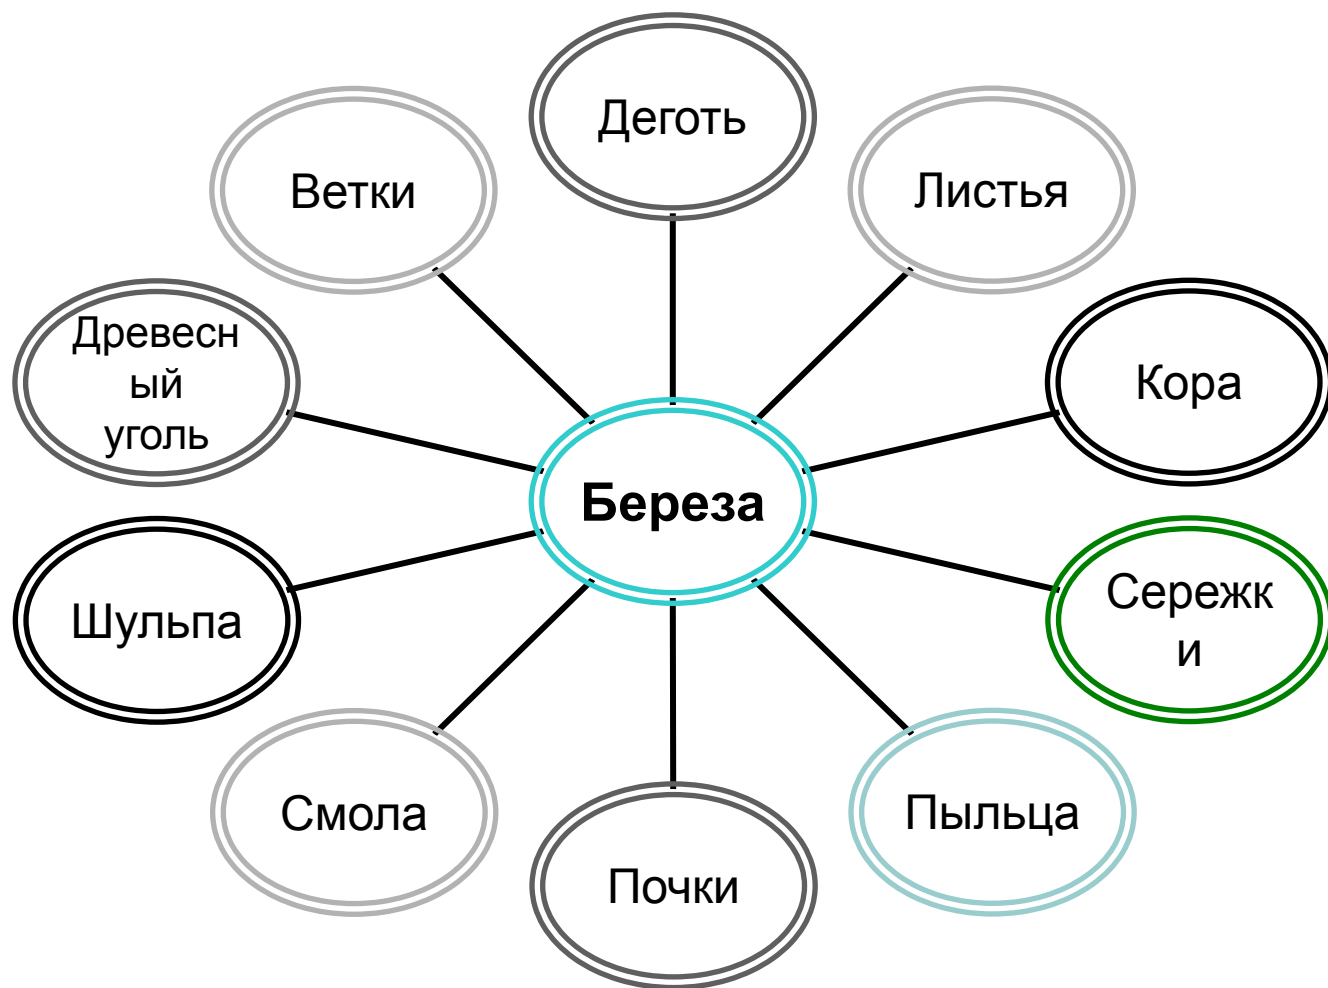 Деготь
Ветки
Листья
Древесн
ый
уголь
Кора
Береза
Сережк
и
Шульпа
Смола
Пыльца
Почки